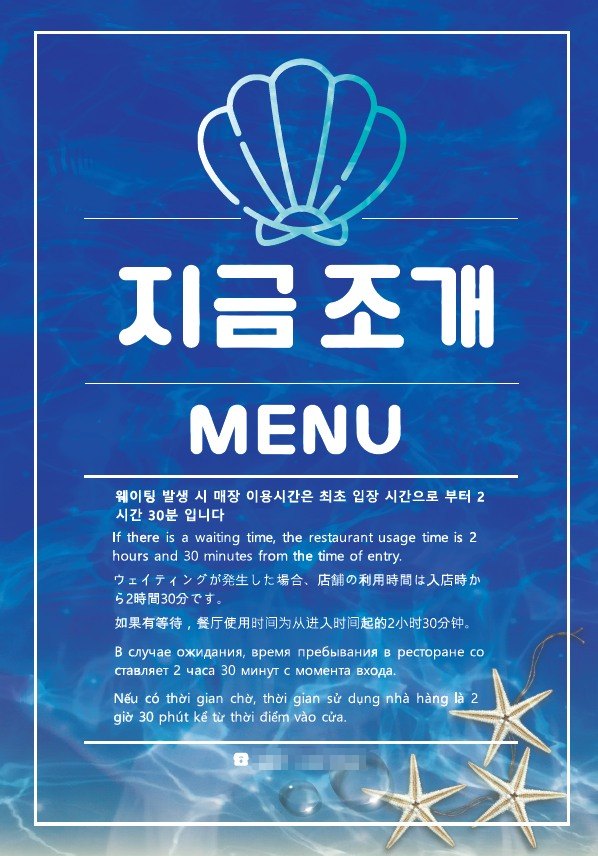 지금 조개
MENU
웨이팅 발생 시 매장 이용시간은 최초 입장 시간으로 부터 2
시간 30분 입니다
If there is a waiting time, the restaurant usage time is 2
hours and 30 minutes from the time of entry.
ウェイティングが発生した場合、店舗の利用時間は入店時か
ら2時間30分です。
如果有等待，餐厅使用时间为从进入时间起的2小时30分钟。
В случае ожидания, время пребывания в ресторане со
ставляет 2 часа 30 минут с момента входа.
Nếu có thời gian chờ, thời gian sử dụng nhà hàng là 2
giờ 30 phút kể từ thời điểm vào cửa.
☎